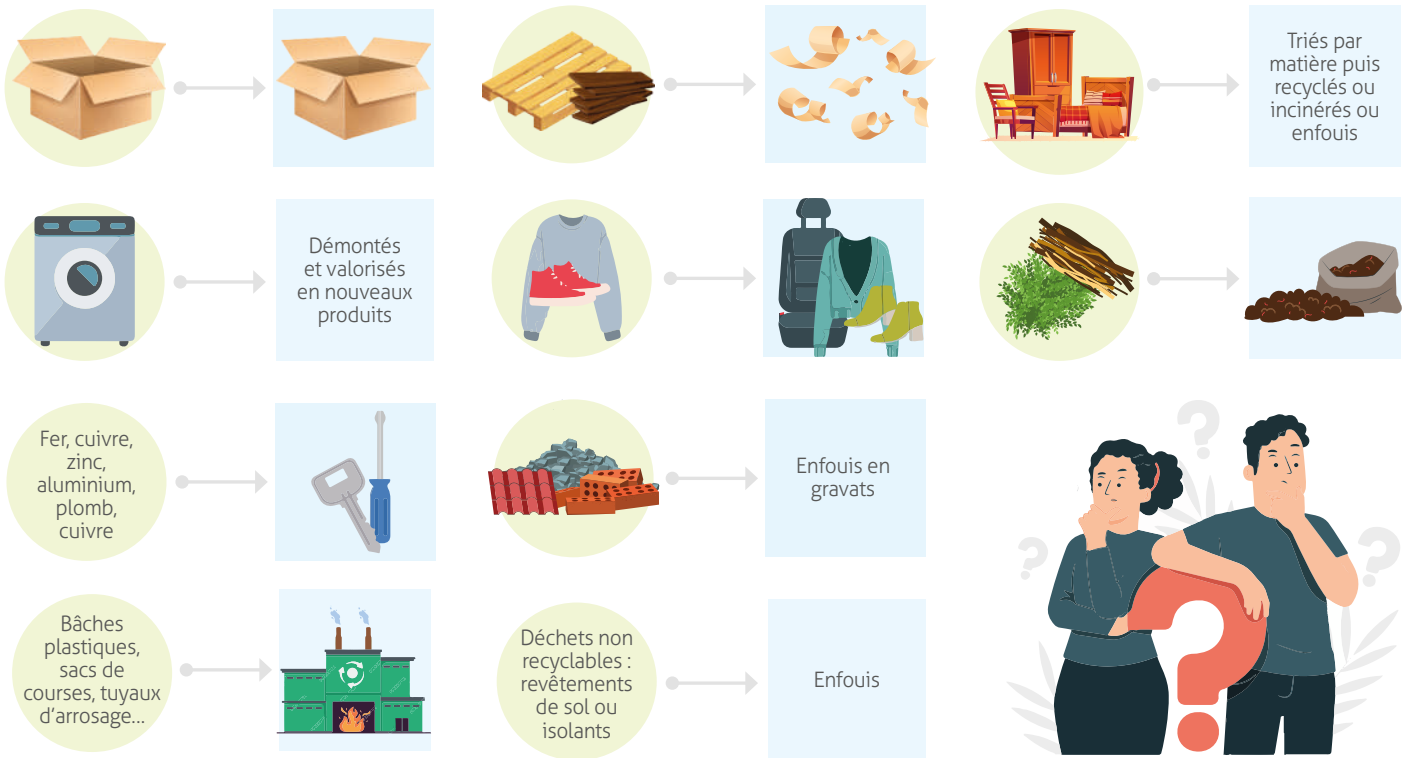 Triés par
matière puis
recyclés ou
incinérés ou
enfouis
Démontés
et valorisés
en nouveaux
produits
Fer, cuivre,
zinc,
aluminium,
plomb,
cuivre
Enfouis en
gravats
Bâches
plastiques,
sacs de
courses, tuyaux
d'arrosage...
Déchets non
recyclables :
revêtements
de sol ou
isolants
Enfouis